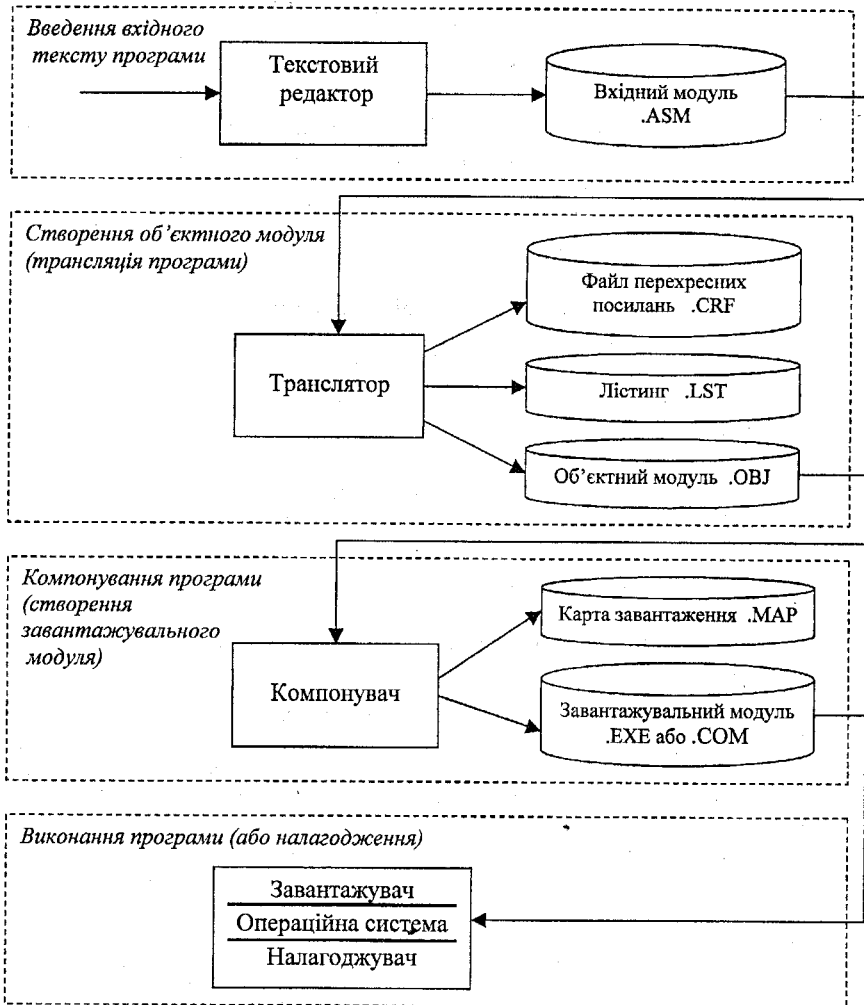 Введення вхідного
тексту програми
Текстовий
редактор
Вхідний модуль
.ASM
Створення об’єктного модуля
(трансляція програми)
Файл перехресних
посилань .CRF
Транслятор
Лістинг .LST
Об’єктний модуль .OBJ
Компонування програми
(створення
завантажувального
модуля)
Карта завантаження .MAP
Компонувач
Завантажувальний модуль
.EXE або .COM
Виконання програми (або налагодження)
Завантажувач
Операційна система
Налагоджувач